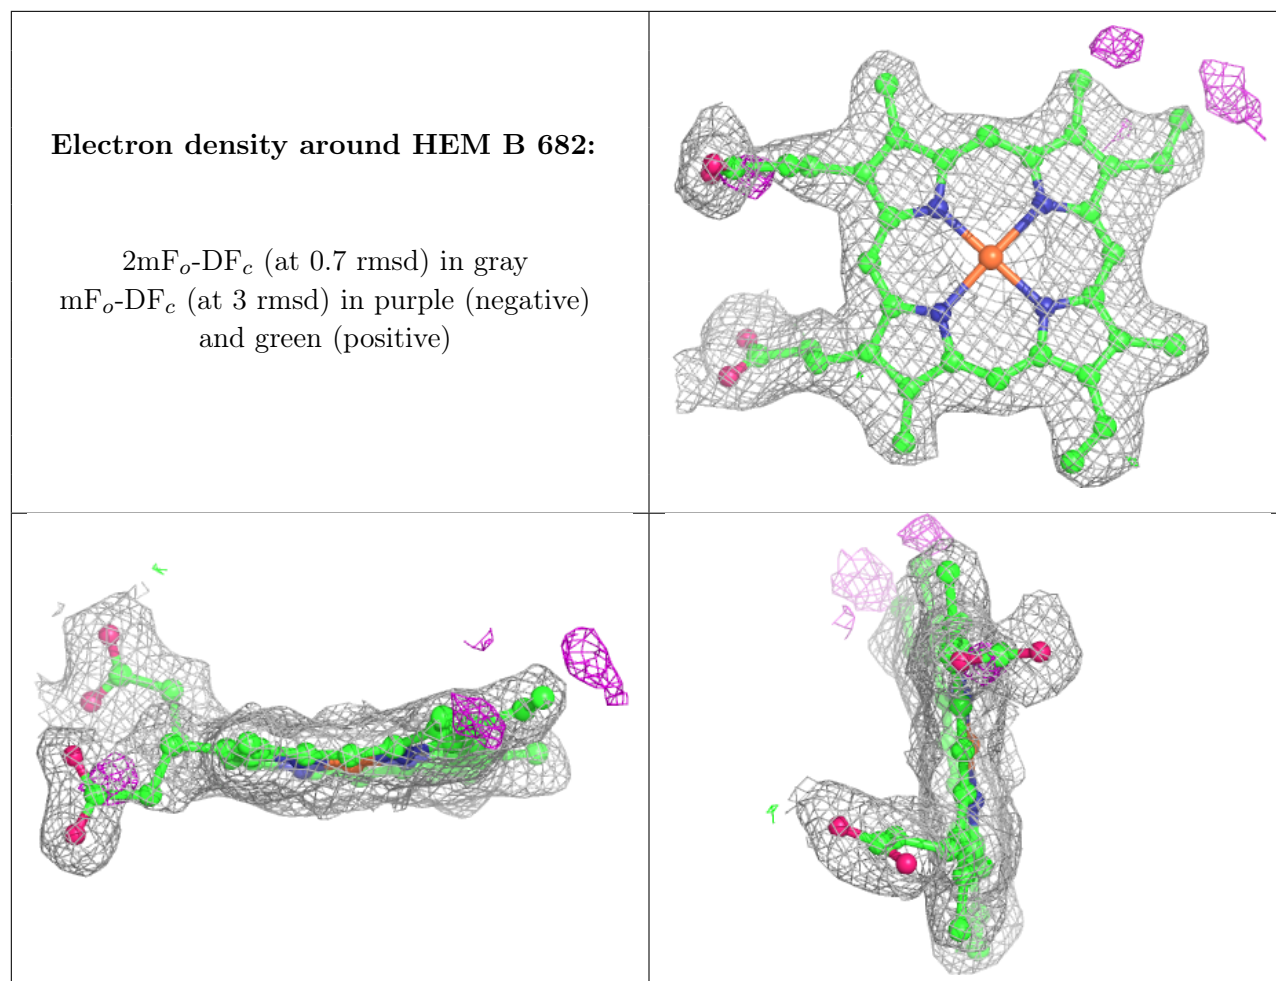 Electron density around HEM B 682:
2mFo-DFc (at 0.7 rmsd) in gray
mFo-DFc (at 3 rmsd) in purple (negative)
and green (positive)